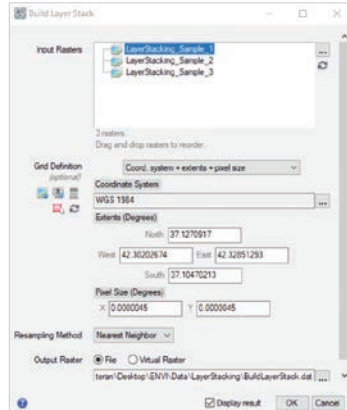 Build Layer Stack
Input Rasters
LayerStacking_Sample_1
LayerStacking_Sample_2
LayerStacking_Sample_3
3 rasters.
Drag and drop rasters to reorder.
Grid Definition
(optional)
Coord. system + extents + pixel size
Coordinate System
WGS 1984
Extents (Degrees)
North 37.1270917
West 42.30202674 East 42.32851293
South 37.10470213
Pixel Size (Degrees)
X 0.0000045 Y 0.0000045
Resampling Method Nearest Neighbor
Output Raster File Virtual Raster
teran\Desktop\ENVI\Data\LayerStacking\BuildLayerStack.dat
Display result OK Cancel